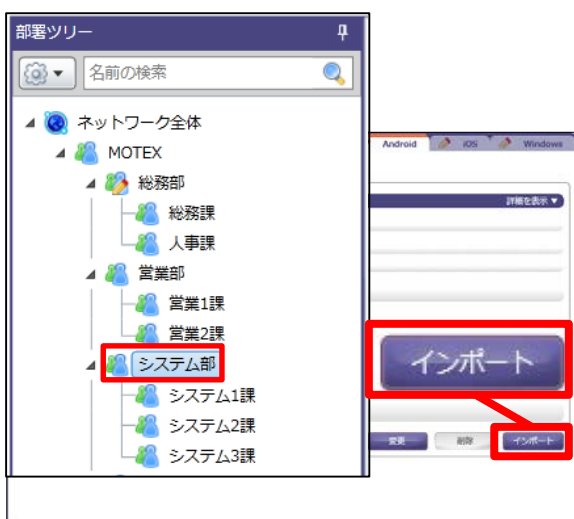 部署ツリー
名前の検索
ネットワーク全体
MOTEX
総務部
総務課
人事課
営業部
営業1課
営業2課
システム部
システム1課
システム2課
システム3課
Android iOS Windows
詳細を表示 ▼
インポート
変更 削除 インポート